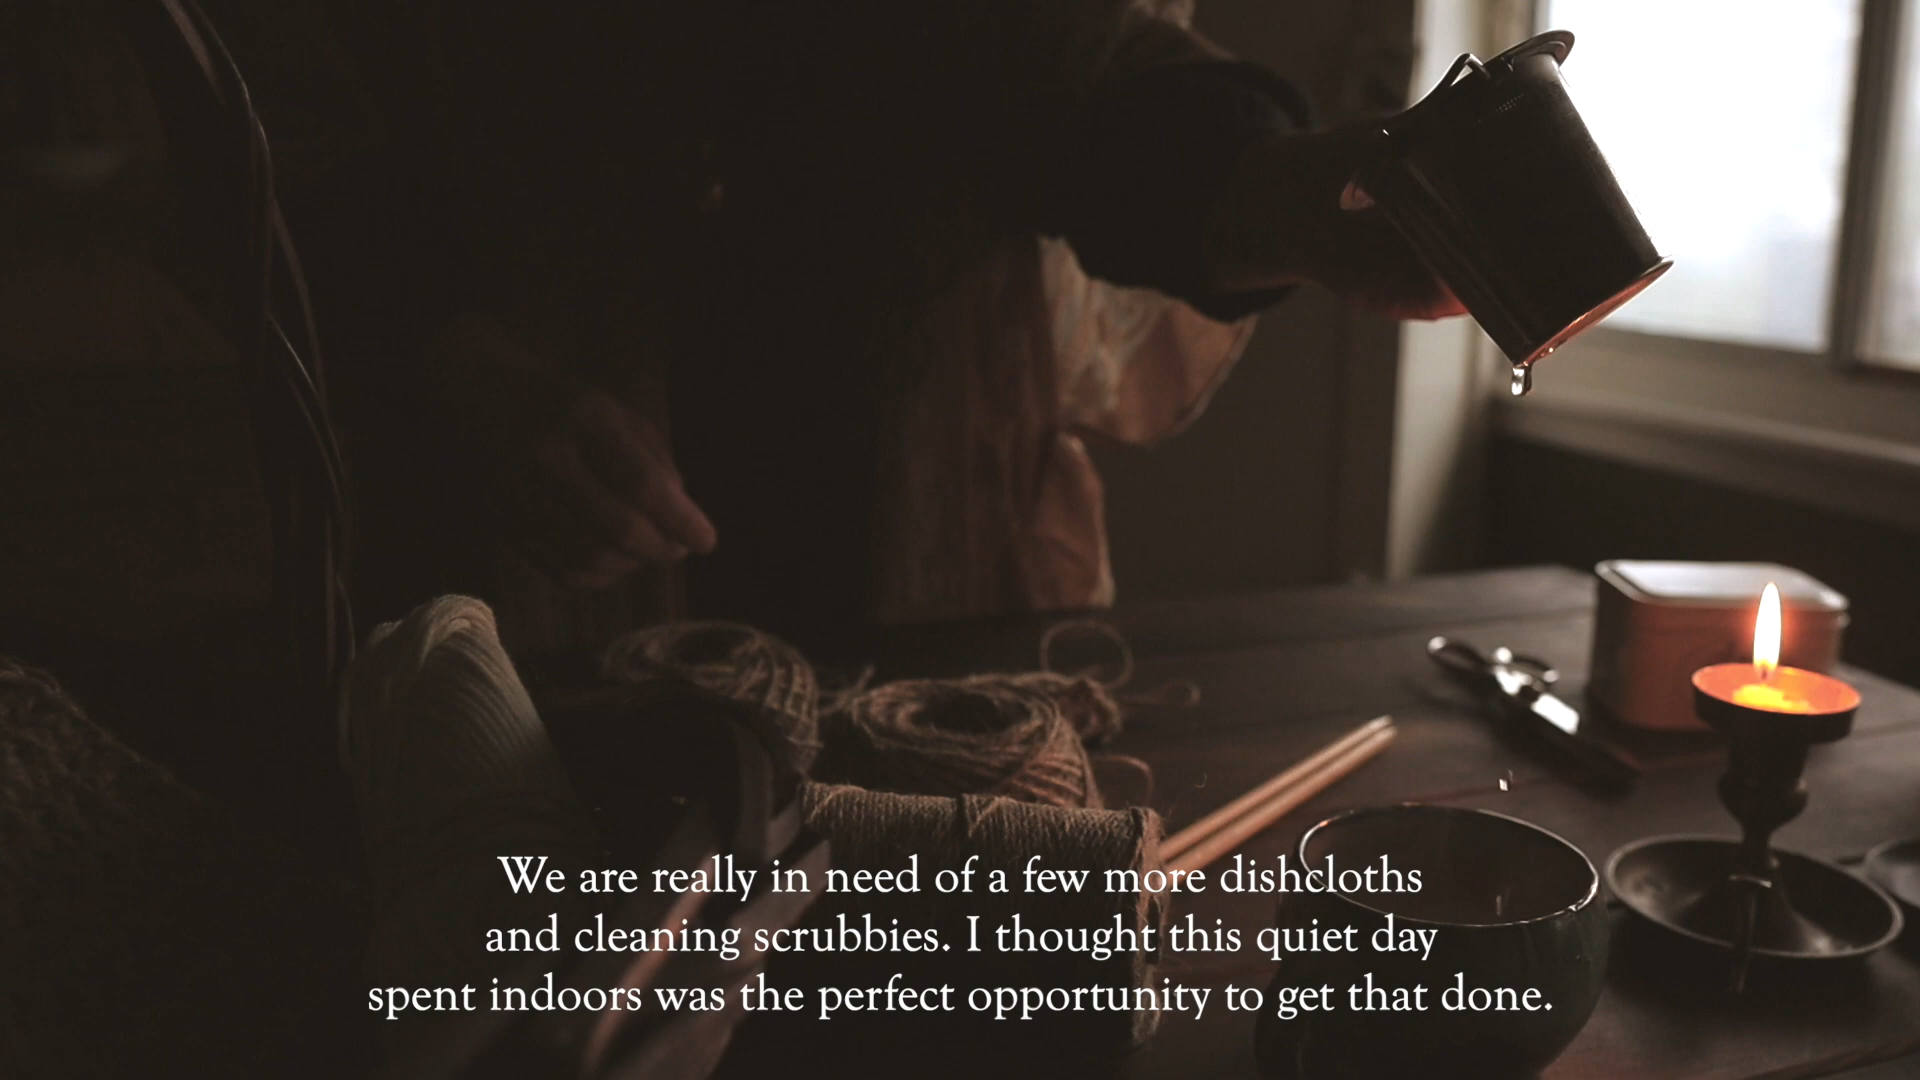 We are really in need of a few more dishcloths
and cleaning scrubbies. I thought this quiet day
spent indoors was the perfect opportunity to get that done.